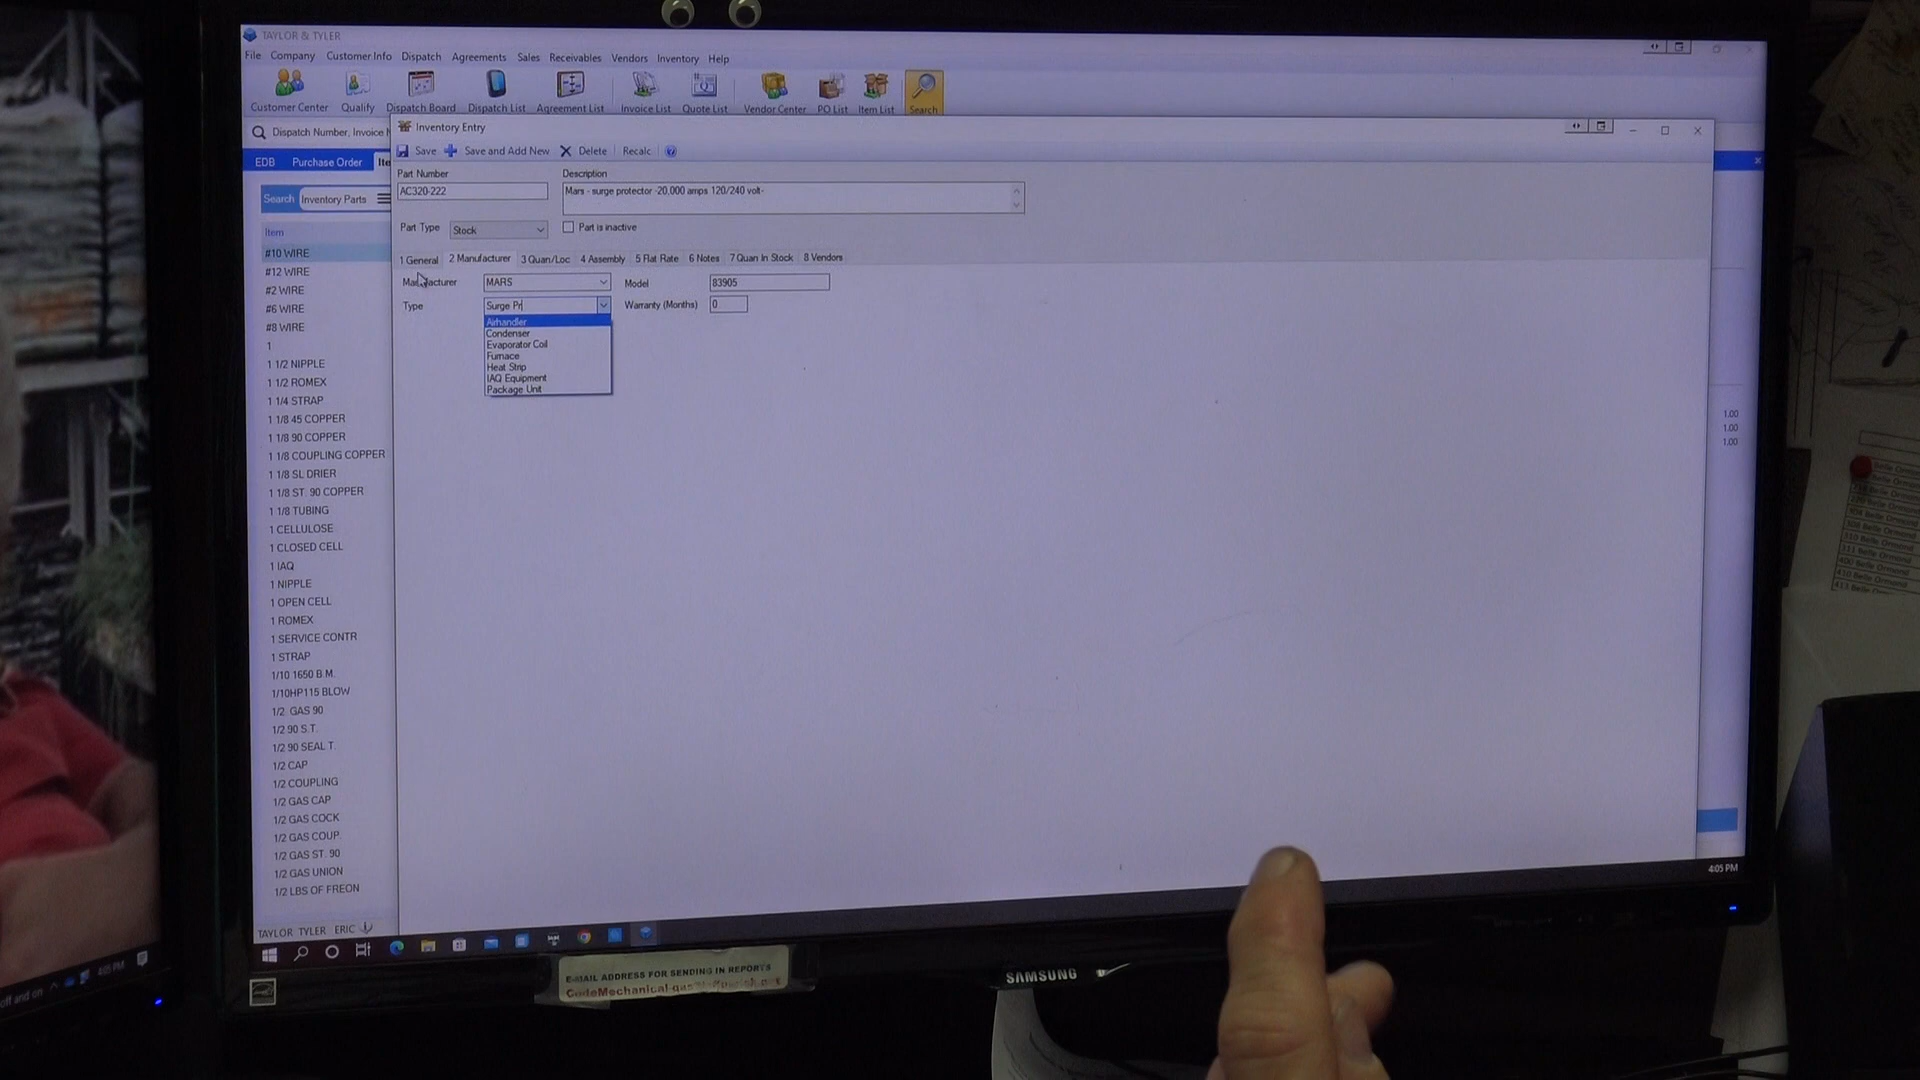 TAYLOR & TYLER
File Company Customer Info Dispatch Agreements Sales Receivables Vendors Inventory Help
Customer Center Qualify Dispatch Board Dispatch List Agreement List Invoice List Quote List Vendor Center PO List Item List Search
Dispatch Number, Invoice
Inventory Entry
EDB Purchase Order
Save Save and Add New Delete Recalc
Part Number Description
AC320-222 Mars - surge protector -20,000 amps 120/240 volt-
Search Inventory Parts
Part Type Stock Part is inactive
1 General 2 Manufacturer 3 Quan/Loc 4 Assembly 5 Flat Rate 6 Notes 7 Quan In Stock 8 Vendors
Manufacturer MARS Model 83905
Type Surge Pr Warranty (Months) 0
Airhandler
Condenser
Evaporator Coil
Furnace
Heat Strip
IAQ Equipment
Package Unit
Item
#10 WIRE
#12 WIRE
#2 WIRE
#6 WIRE
#8 WIRE
1
1 1/2 NIPPLE
1 1/2 ROMEX
1 1/4 STRAP
1 1/8 45 COPPER
1 1/8 90 COPPER
1 1/8 COUPLING COPPER
1 1/8 SL DRIER
1 1/8 ST. 90 COPPER
1 1/8 TUBING
1 CELLULOSE
1 CLOSED CELL
1 IAQ
1 NIPPLE
1 OPEN CELL
1 ROMEX
1 SERVICE CONTR
1 STRAP
1/10 1650 B.M.
1/10HP115 BLOW
1/2 GAS 90
1/2 90 S.T.
1/2 90 SEAL T.
1/2 CAP
1/2 COUPLING
1/2 GAS CAP
1/2 GAS COCK
1/2 GAS COUP
1/2 GAS ST. 90
1/2 GAS UNION
1/2 LBS OF FREON
1.00
1.00
1.00
TAYLOR TYLER ERIC
4:05 PM
off and on
4:05 PM
E-MAIL ADDRESS FOR SENDING IN REPORTS
SAMSUNG